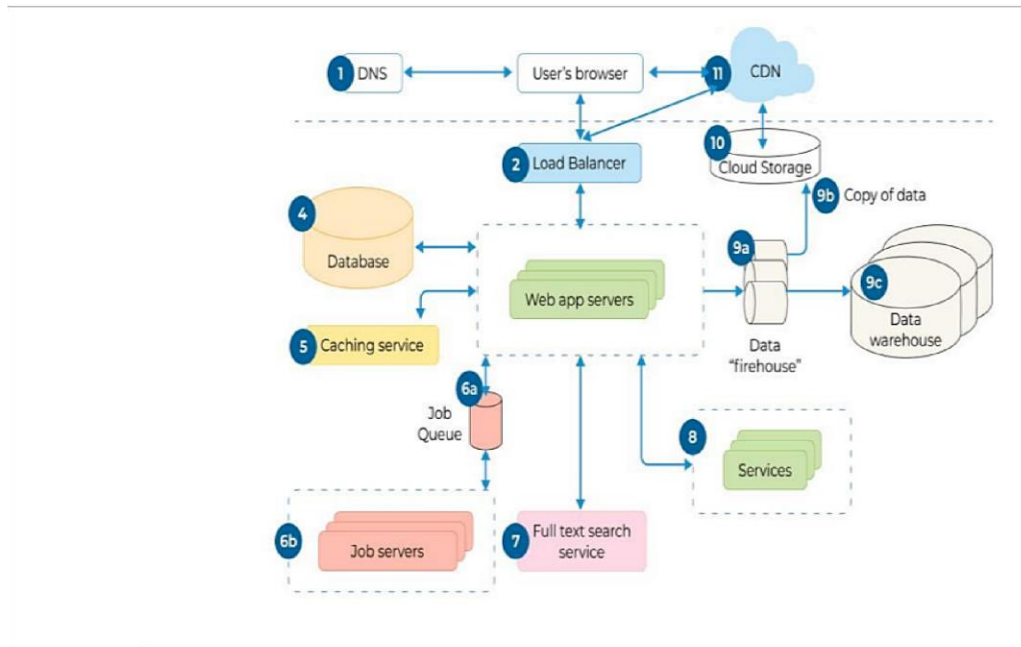 1 DNS
User's browser
11 CDN
2 Load Balancer
10
Cloud Storage
9b Copy of data
4
Database
9a
9c
Data
warehouse
Web app servers
5 Caching service
Data
"firehouse"
6a
Job
Queue
8
Services
6b
Job servers
7
Full text search
service